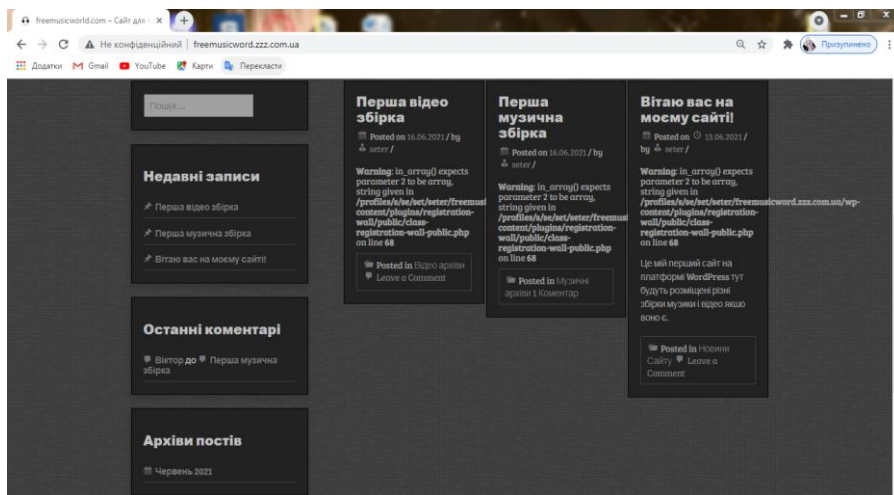 freemusicworld.com – Сайт для
Не конфіденційний freemusicword.zzz.com.ua
Призупинено
Додатки Gmail YouTube Карти Перекласти
Пошук …
Недавні записи
Перша відео збірка
Перша музична збірка
Вітаю вас на моєму сайті!
Останні коментарі
Віктор до Перша музична
збірка
Архіви постів
Червень 2021
Перша відео
збірка
Posted on 16.06.2021 / by
seter /
Warning: in_array() expects
parameter 2 to be array,
string given in
/profiles/s/se/set/seter/freemusi
content/plugins/registration-
wall/public/class-
registration-wall-public.php
on line 68
Posted in Відео архіви
Leave a Comment
Перша
музична
збірка
Posted on 16.06.2021 / by
seter /
Warning: in_array() expects
parameter 2 to be array,
string given in
/profiles/s/se/set/seter/freemusi
content/plugins/registration-
wall/public/class-
registration-wall-public.php
on line 68
Posted in Музичні
архіви 1 Коментар
Вітаю вас на
моєму сайті!
Posted on 13.06.2021 /
by seter /
Warning: in_array() expects
parameter 2 to be array,
string given in
/profiles/s/se/set/seter/freemusicword.zzz.com.ua/wp-
content/plugins/registration-
wall/public/class-
registration-wall-public.php
on line 68
Це мій перший сайт на
платформі WordPress тут
будуть розміщені різні
збірки музики і відео якшо
воно є.
Posted in Новини
Сайту Leave a
Comment